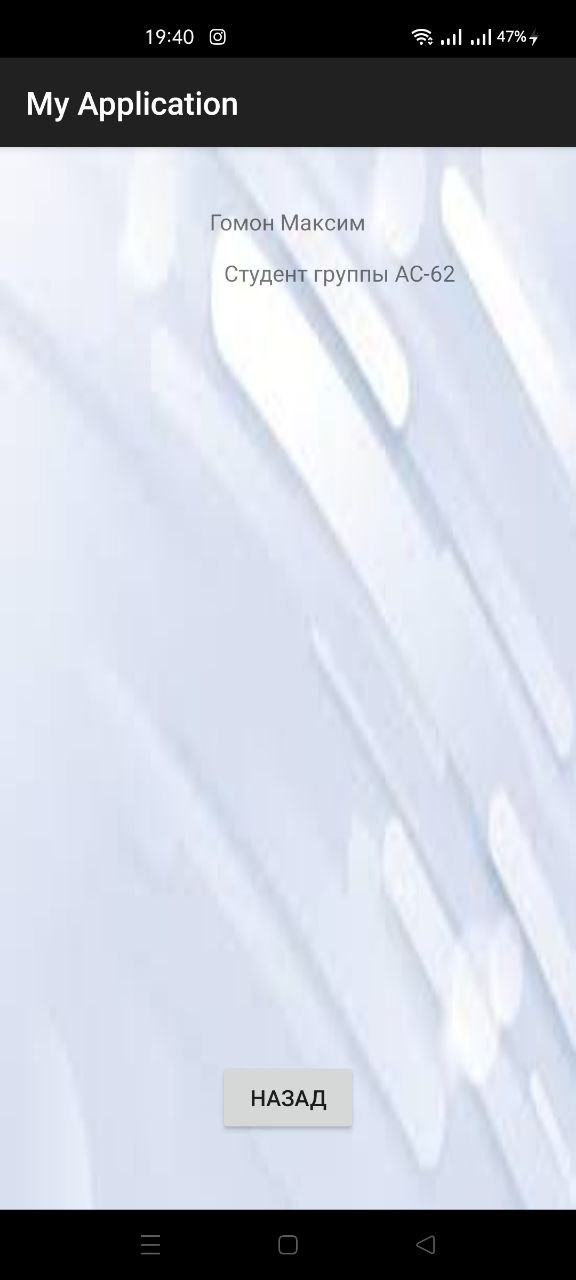 19:40
47%
My Application
Гомон Максим
Студент группы АС-62
НАЗАД